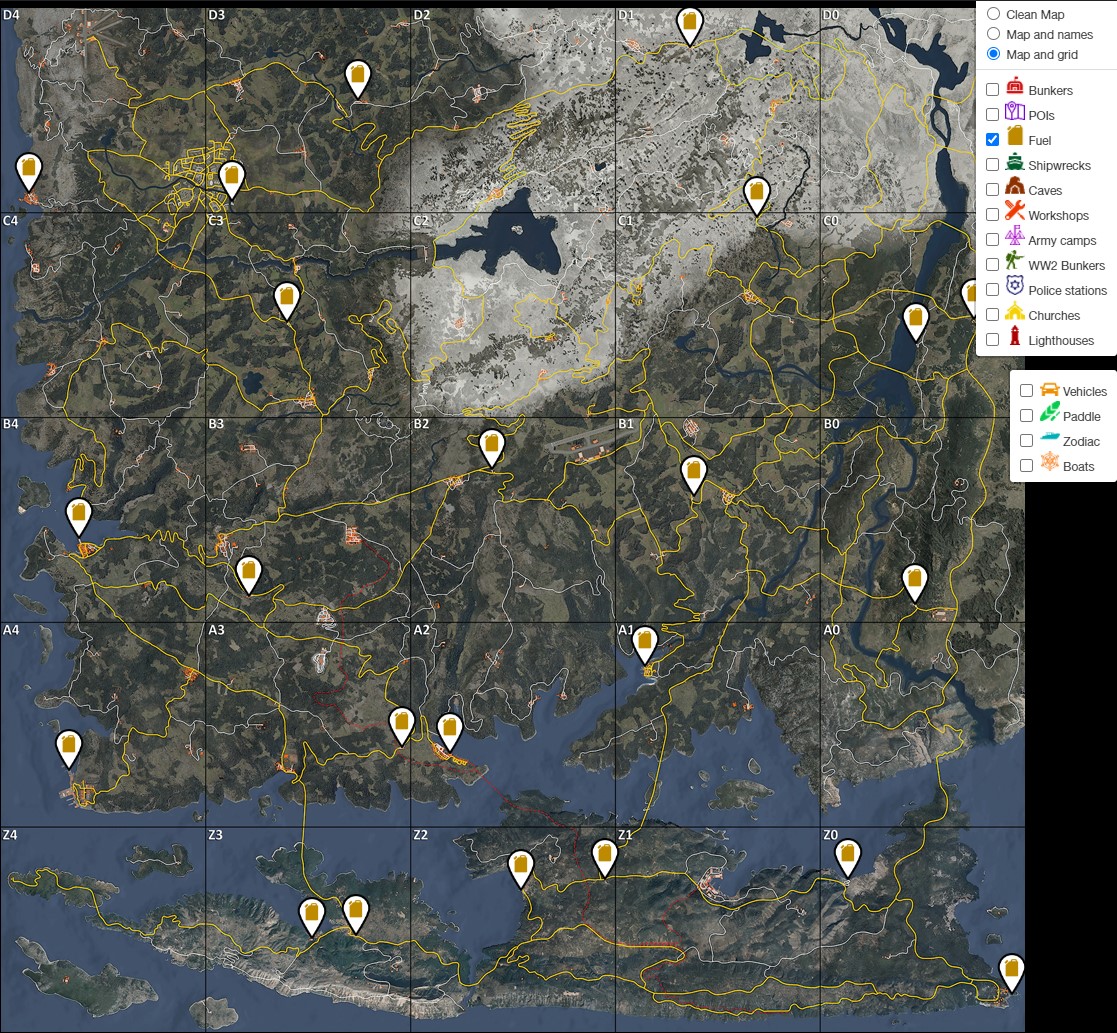 D4
D3
D2
D1
D0
C4
C3
C2
C1
C0
B4
B3
B2
B1
B0
A4
A3
A2
A1
A0
Z4
Z3
Z2
Z1
Z0
Clean Map
Map and names
Map and grid
Bunkers
POIs
Fuel
Shipwrecks
Caves
Workshops
Army camps
WW2 Bunkers
Police stations
Churches
Lighthouses
Vehicles
Paddle
Zodiac
Boats